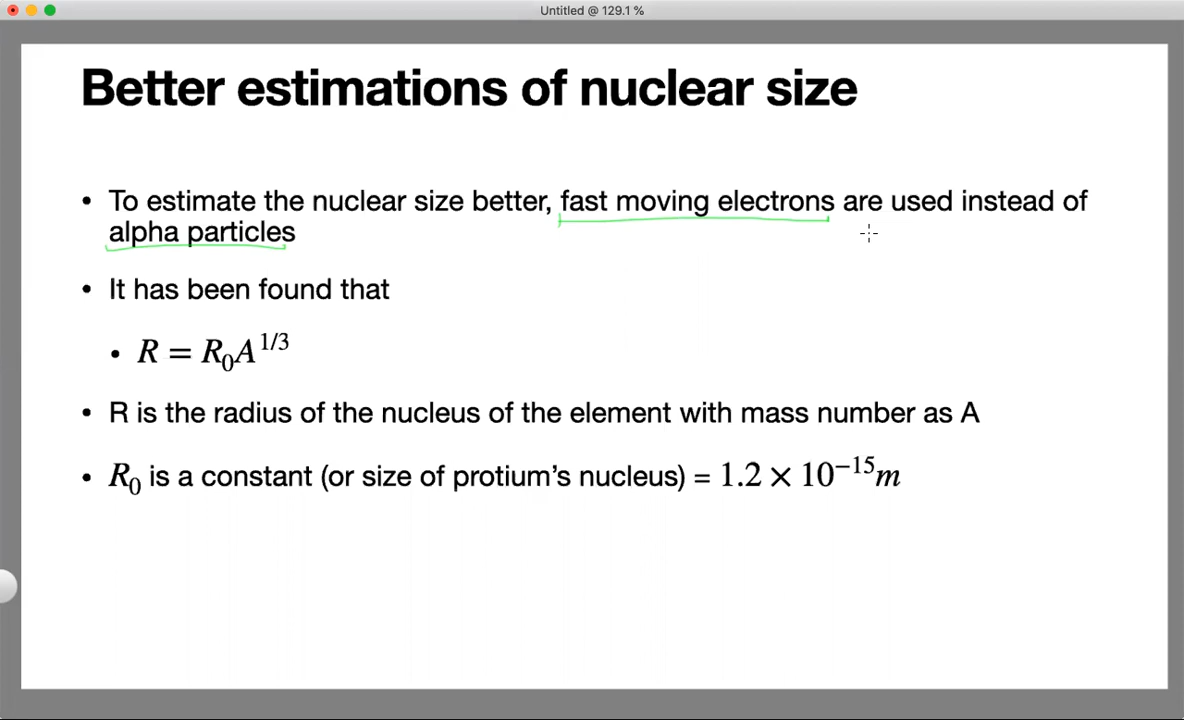 Untitled @ 129.1 %
Better estimations of nuclear size
• To estimate the nuclear size better, fast moving electrons are used instead of
alpha particles
• It has been found that
• R = R₀A^{1/3}
• R is the radius of the nucleus of the element with mass number as A
• R₀ is a constant (or size of protium’s nucleus) = 1.2 × 10⁻¹⁵m